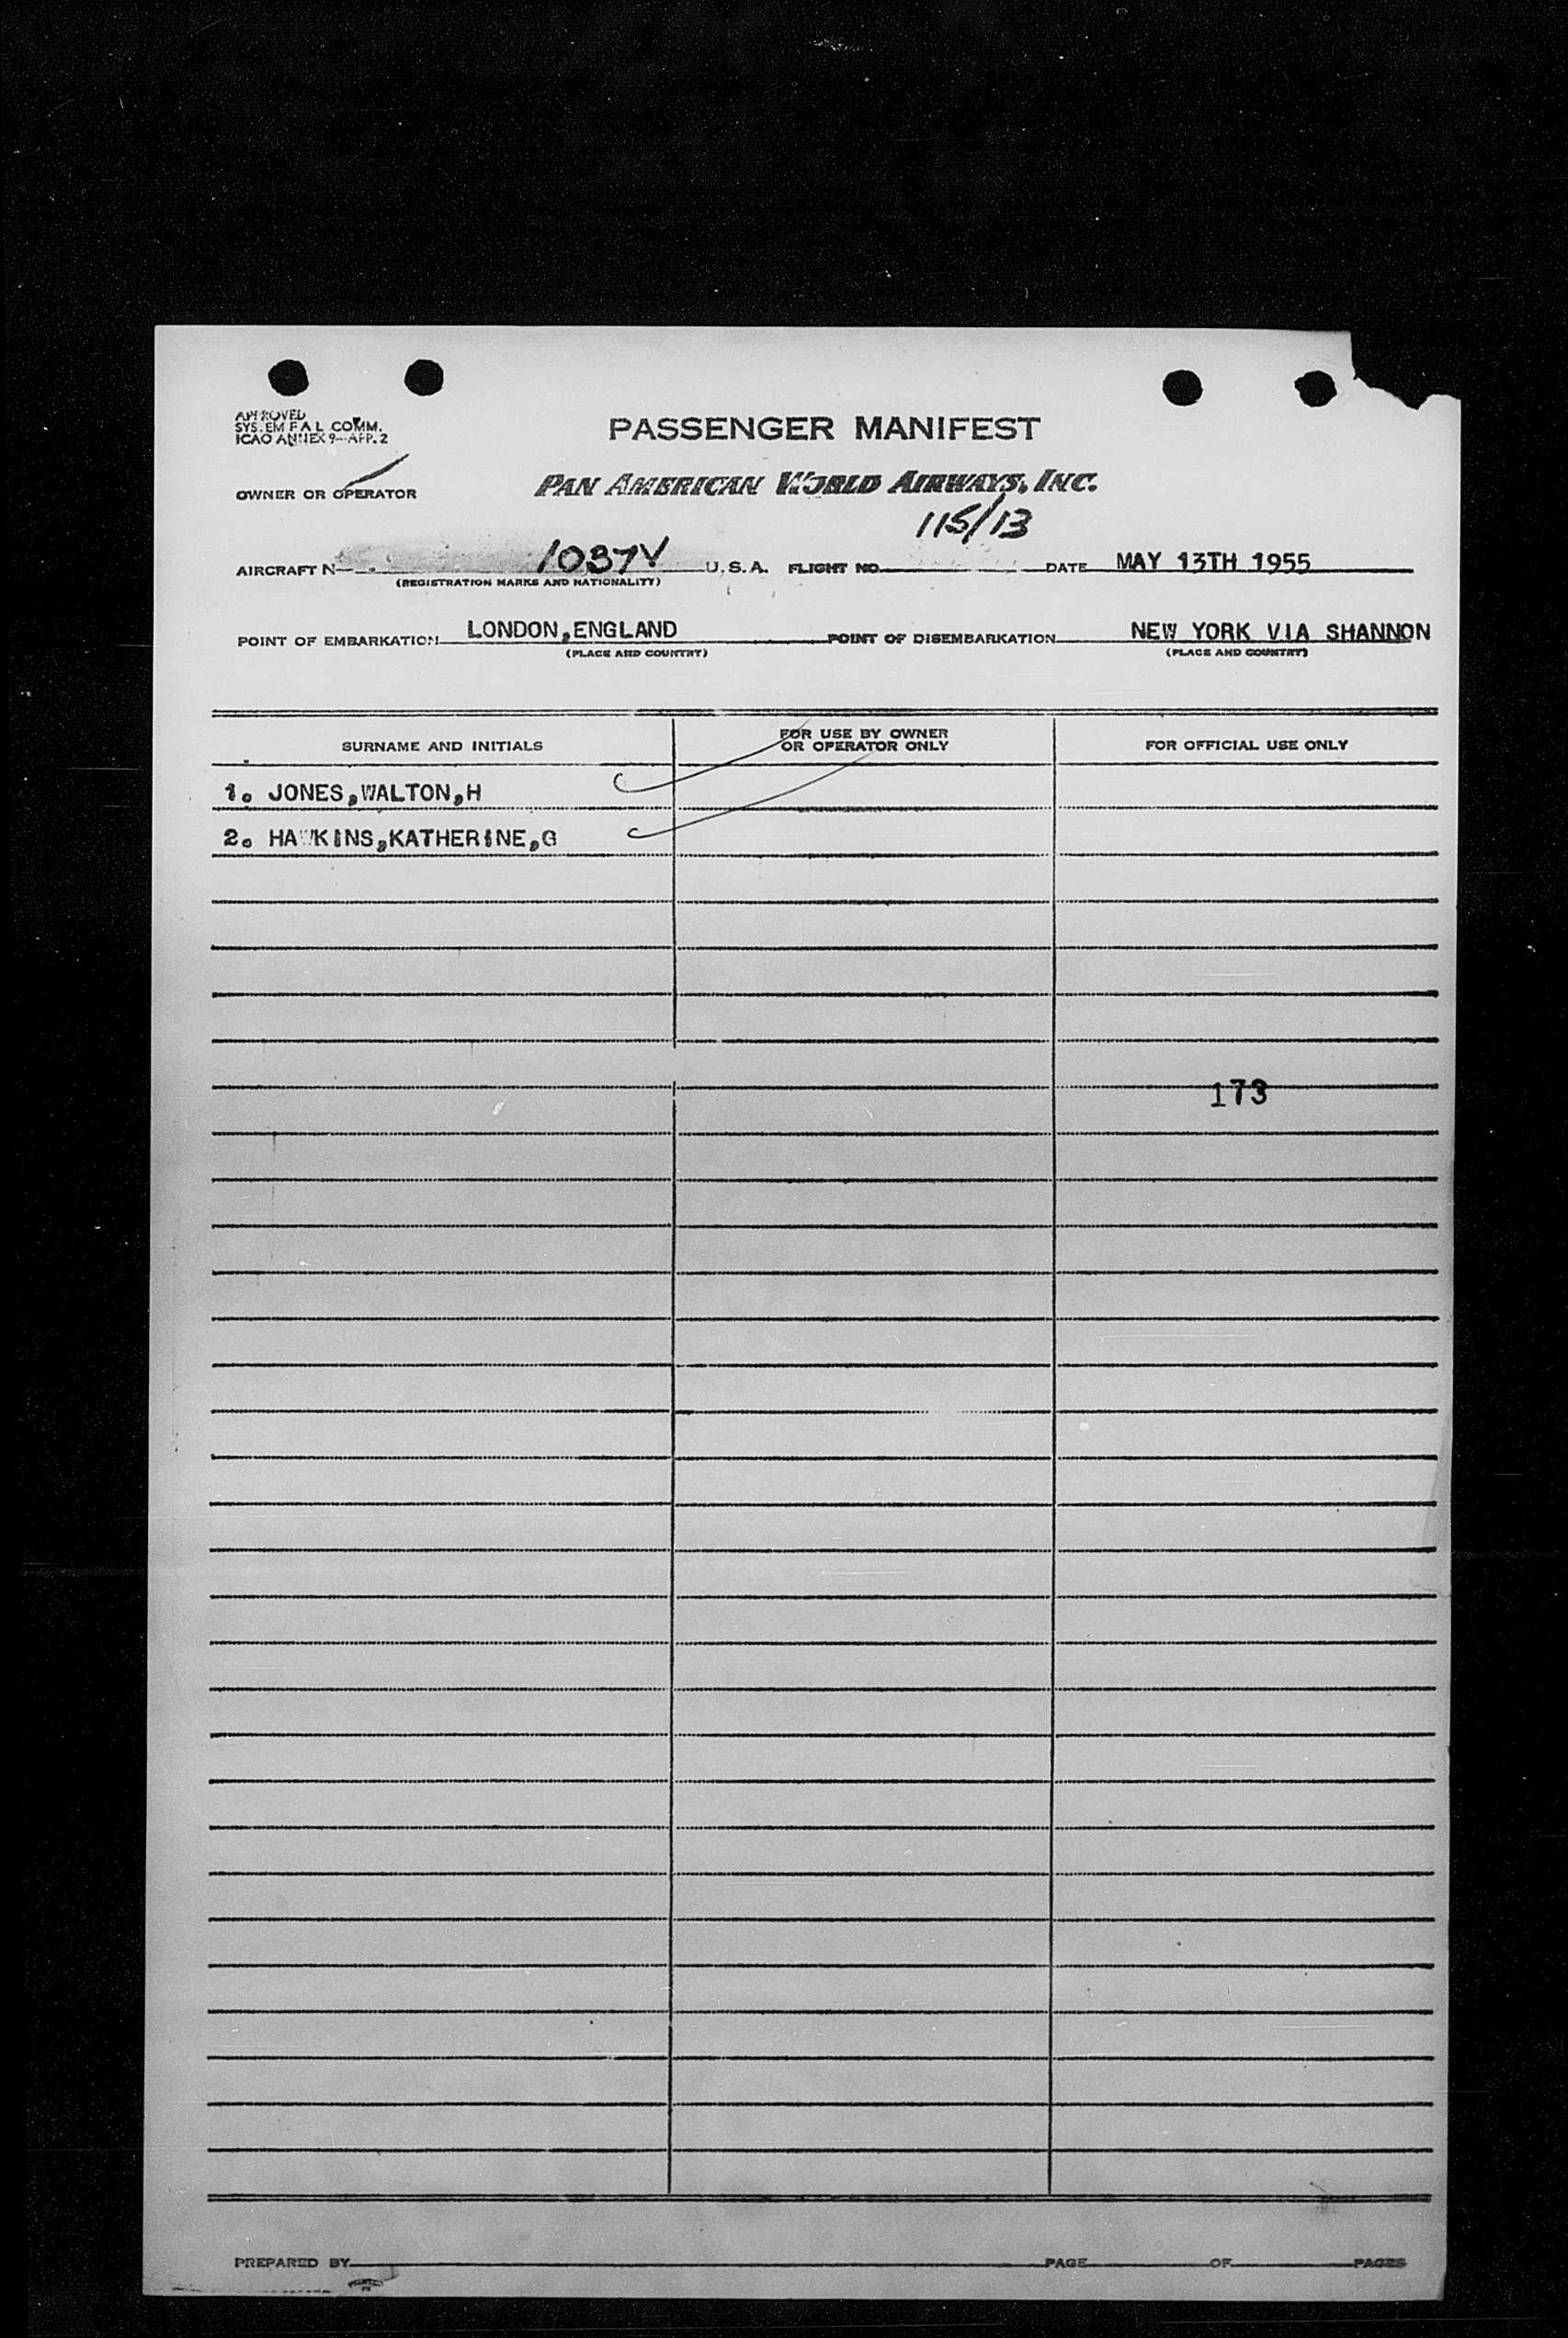 APPROVED
SYSTEM F A L COMM.
ICAO ANNEX 9-APP. 2
PASSENGER MANIFEST
OWNER OR OPERATOR PAN AMERICAN WORLD AIRWAYS, INC.
115/13
AIRCRAFT N 1037V U.S.A. FLIGHT NO. DATE MAY 13TH 1955
(REGISTRATION MARKS AND NATIONALITY)
POINT OF EMBARKATION LONDON,ENGLAND POINT OF DISEMBARKATION NEW YORK VIA SHANNON
(PLACE AND COUNTRY) (PLACE AND COUNTRY)
SURNAME AND INITIALS FOR USE BY OWNER OR OPERATOR ONLY FOR OFFICIAL USE ONLY
1. JONES,WALTON,H
2. HAWKINS,KATHERINE,G
173
PREPARED BY PAGE OF PAGES